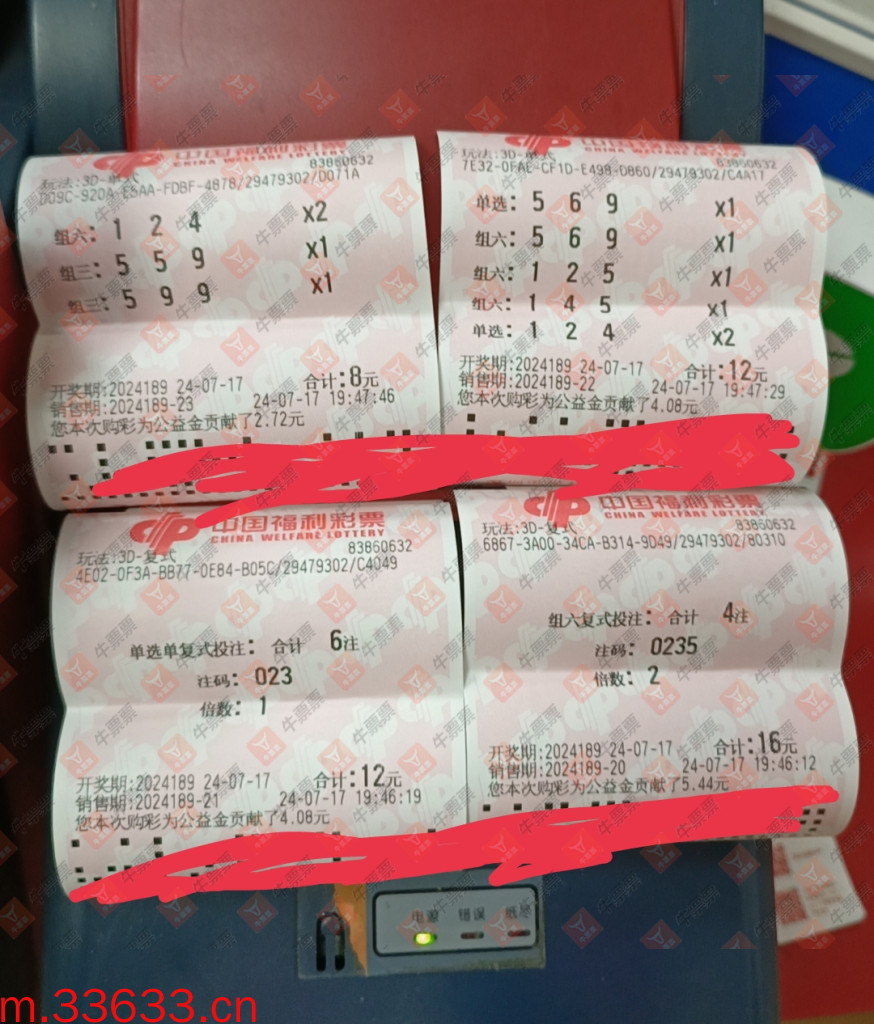 中国福利彩票
CHINA WELFARE LOTTERY
玩法:3D-单式
83860632
D09C-920A-E5AA-FDBF-4878/29479302/D071A
组六: 1 2 4 x2
组三: 5 5 9 x1
组三: 5 9 9 x1
开奖期:2024189 24-07-17 合计:8元
销售期:2024189-23 24-07-17 19:47:46
您本次购彩为公益金贡献了2.72元
中国福利彩票
CHINA WELFARE LOTTERY
玩法:3D-单式
83860632
7E32-0FAE-CF1D-E498-D860/29479302/C4A17
单选: 5 6 9 x1
组六: 5 6 9 x1
组六: 1 2 5 x1
组六: 1 4 5 x1
单选: 1 2 4 x2
开奖期:2024189 24-07-17 合计:12元
销售期:2024189-22 24-07-17 19:47:29
您本次购彩为公益金贡献了4.08元
中国福利彩票
CHINA WELFARE LOTTERY
玩法:3D-复式
83860632
4E02-0F3A-BB77-0E84-B05C/29479302/C4049
单选单复式投注: 合计 6注
注码: 023
倍数: 1
开奖期:2024189 24-07-17 合计:12元
销售期:2024189-21 24-07-17 19:46:19
您本次购彩为公益金贡献了4.08元
中国福利彩票
CHINA WELFARE LOTTERY
玩法:3D-复式
83860632
6867-3A00-34CA-B314-9D49/29479302/80310
组六复式投注: 合计 4注
注码: 0235
倍数: 2
开奖期:2024189 24-07-17 合计:16元
销售期:2024189-20 24-07-17 19:46:12
您本次购彩为公益金贡献了5.44元
电源 错误 纸尽
牛票票
m.33633.cn